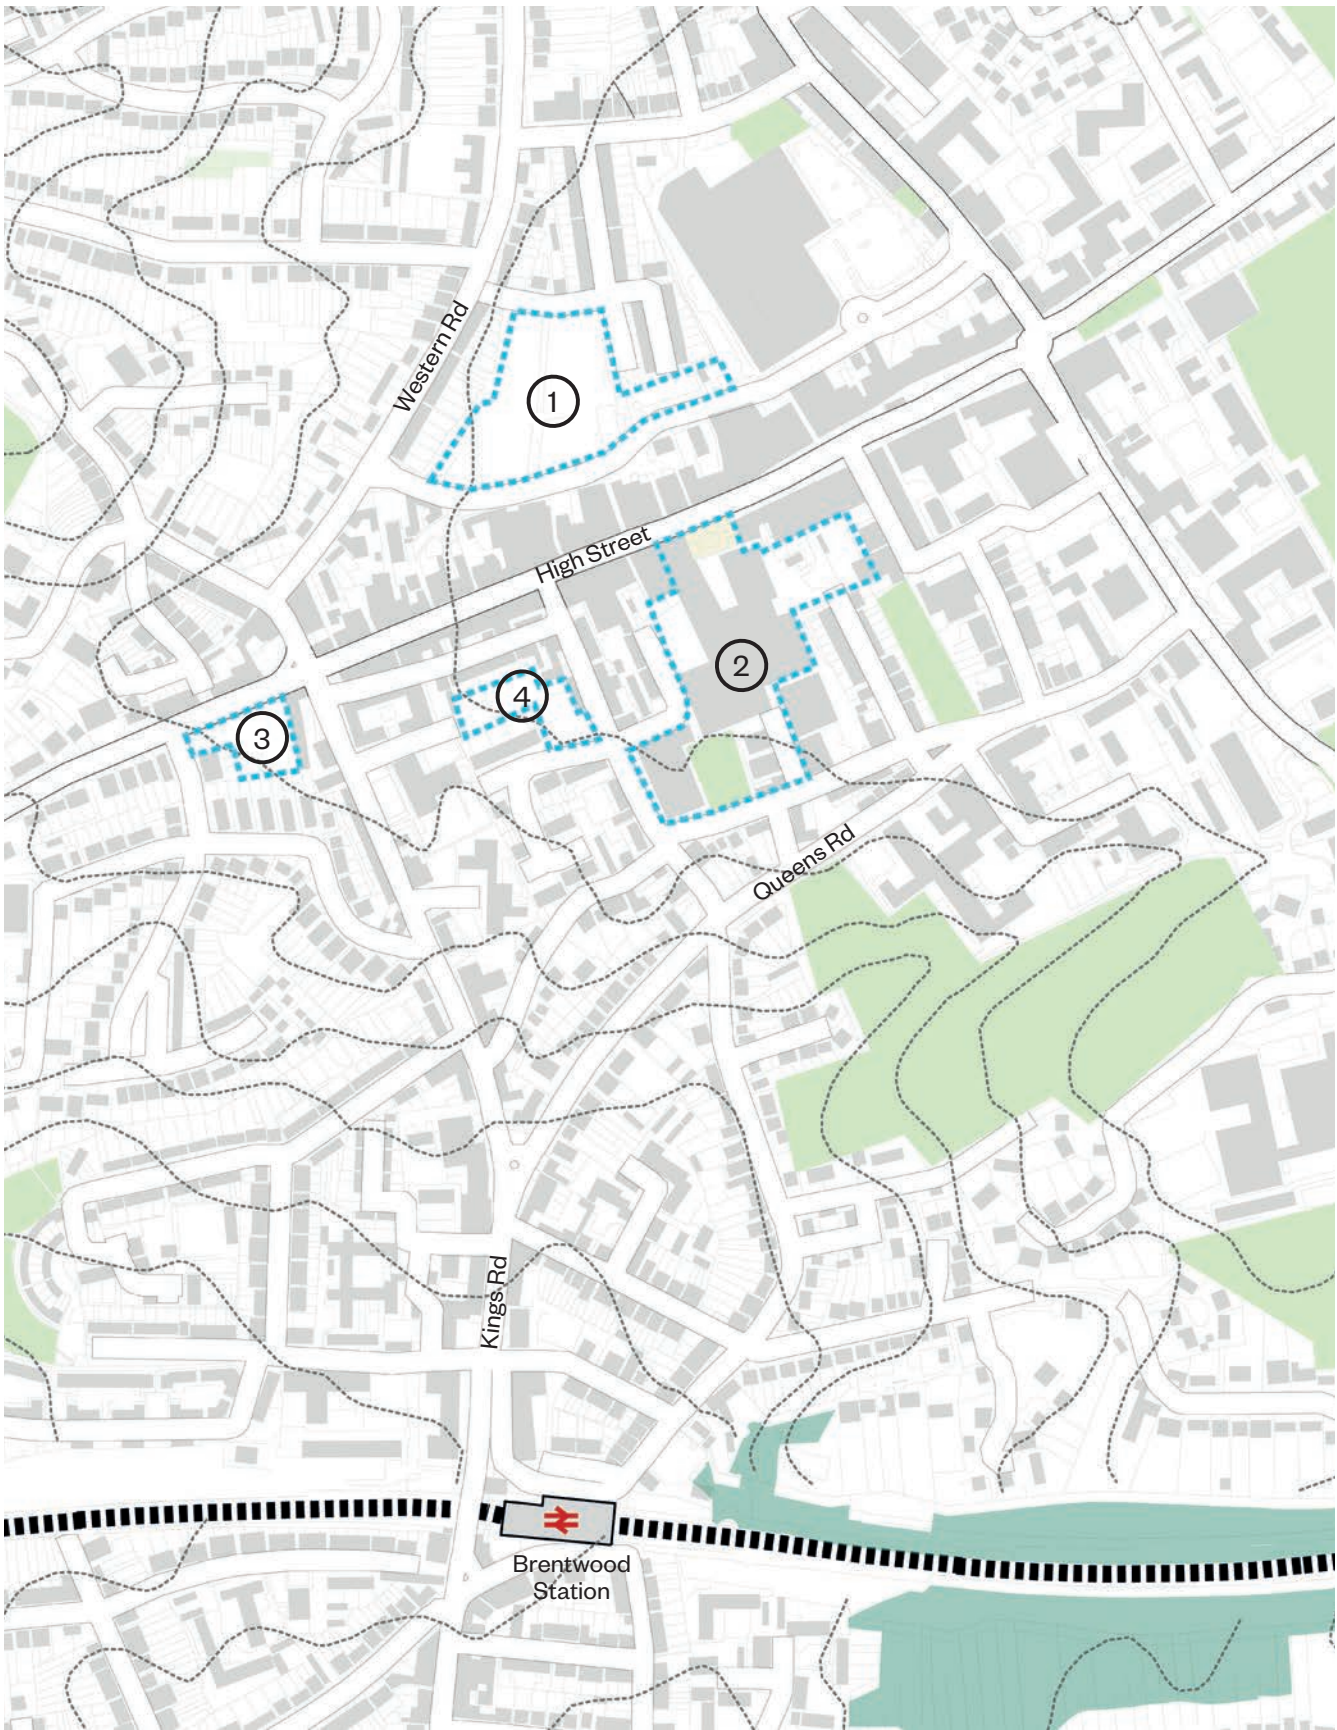 Western Rd
1
High Street
2
4
3
Queens Rd
Kings Rd
Brentwood
Station